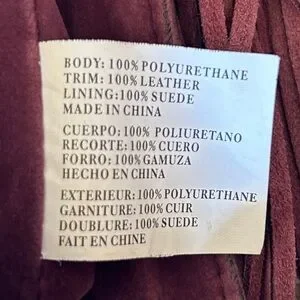 BODY: 100% POLYURETHANE
TRIM: 100% LEATHER
LINING:100% SUEDE
MADE IN CHINA
CUERPO: 100% POLIURETANO
RECORTE: 100% CUERO
FORRO: 100% GAMUZA
HECHO EN CHINA
EXTERIEUR: 100% POLYURETHANE
GARNITURE: 100% CUIR
DOUBLURE: 100% SUEDE
FAIT EN CHINE